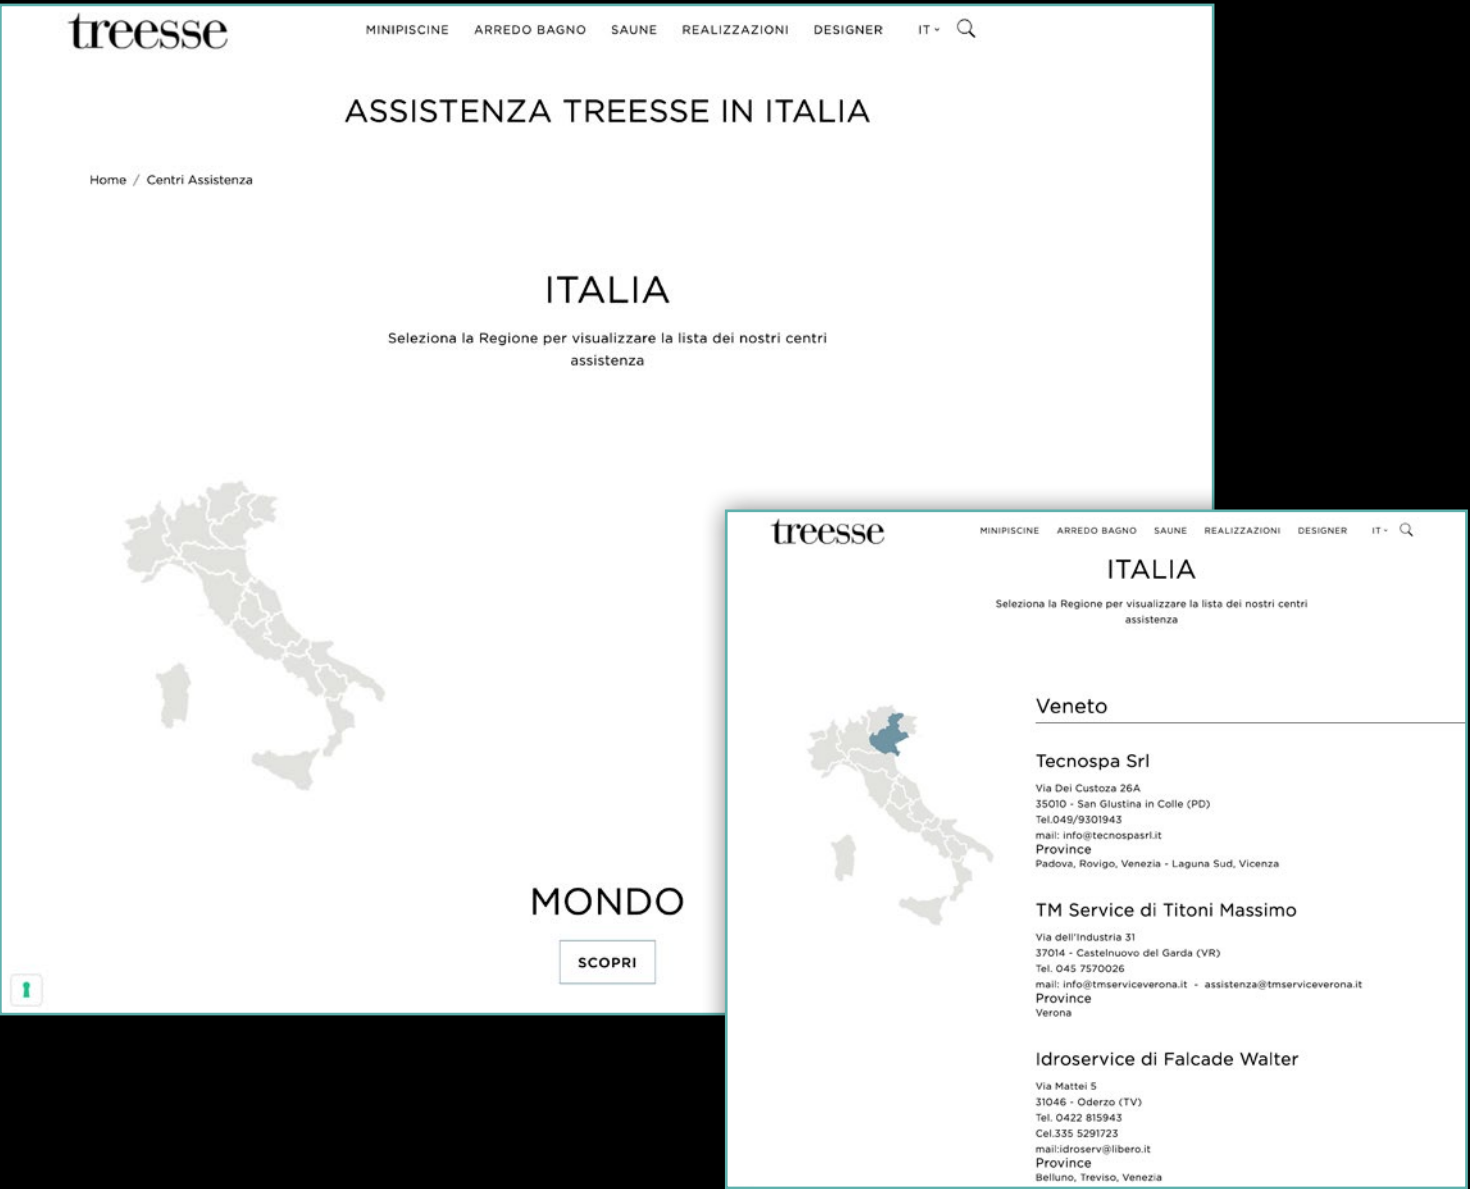 treesse
MINIPISCINE ARREDO BAGNO SAUNE REALIZZAZIONI DESIGNER IT
ASSISTENZA TREESSE IN ITALIA
Home / Centri Assistenza
ITALIA
Seleziona la Regione per visualizzare la lista dei nostri centri
assistenza
MONDO
SCOPRI
treesse
MINIPISCINE ARREDO BAGNO SAUNE REALIZZAZIONI DESIGNER IT
ITALIA
Seleziona la Regione per visualizzare la lista dei nostri centri
assistenza
Veneto
Tecnospa Srl
Via Dei Custoza 26A
35010 - San GIustina in Colle (PD)
Tel.049/9301943
mail: info@tecnospasrl.it
Province
Padova, Rovigo, Venezia - Laguna Sud, Vicenza
TM Service di Titoni Massimo
Via dell'Industria 31
37014 - Castelnuovo del Garda (VR)
Tel. 045 7570026
mail: info@tmserviceverona.it - assistenza@tmserviceverona.it
Province
Verona
Idroservice di Falcade Walter
Via Mattei 5
31046 - Oderzo (TV)
Tel. 0422 815943
Cel.335 5291723
mail:idroserv@libero.it
Province
Belluno, Treviso, Venezia